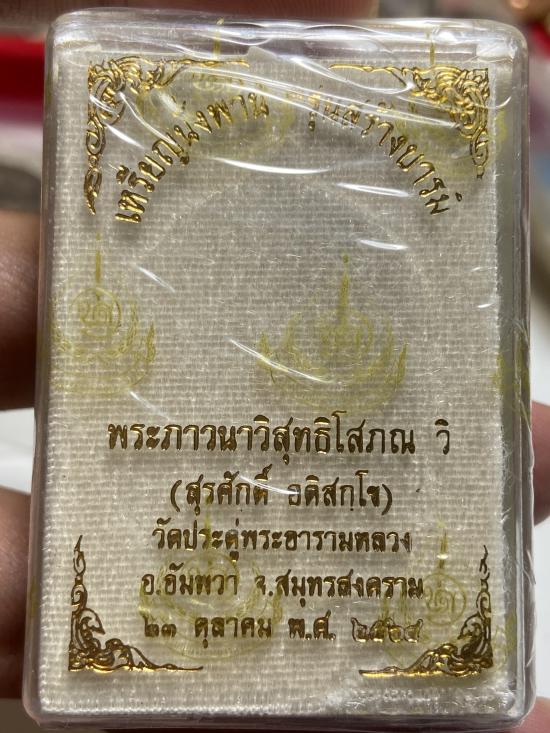 เหรียญนั่งพาน "รุ่นสร้างบารมี
พระภาวนาวิสุทธิโสภณ วิ
(สุรศักดิ์ อติสกฺโข)
วัดประดู่พระอารามหลวง
อ.อัมพวา จ.สมุทรสงคราม
๒๓ ตุลาคม พ.ศ. ๒๕๖๔